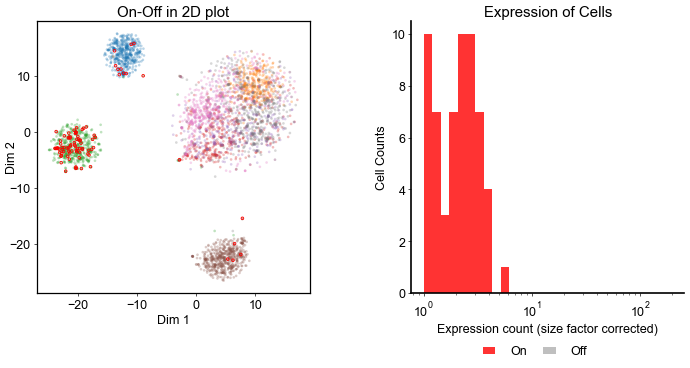 On-Off in 2D plot
Dim 2
10
0
−10
−20
−20
−10
0
10
Dim 1
Expression of Cells
Cell Counts
10
8
6
4
2
0
10^0
10^1
10^2
Expression count (size factor corrected)
On
Off